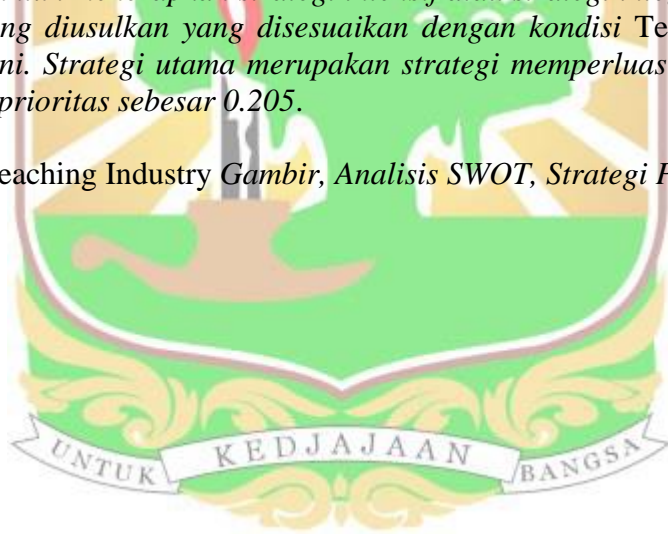 ng diusulkan yang disesuaikan dengan kondisi Te
ni. Strategi utama merupakan strategi memperluas
prioritas sebesar 0.205.
eaching Industry Gambir, Analisis SWOT, Strategi P
UNTUK KEDJAJAAN BANGSA